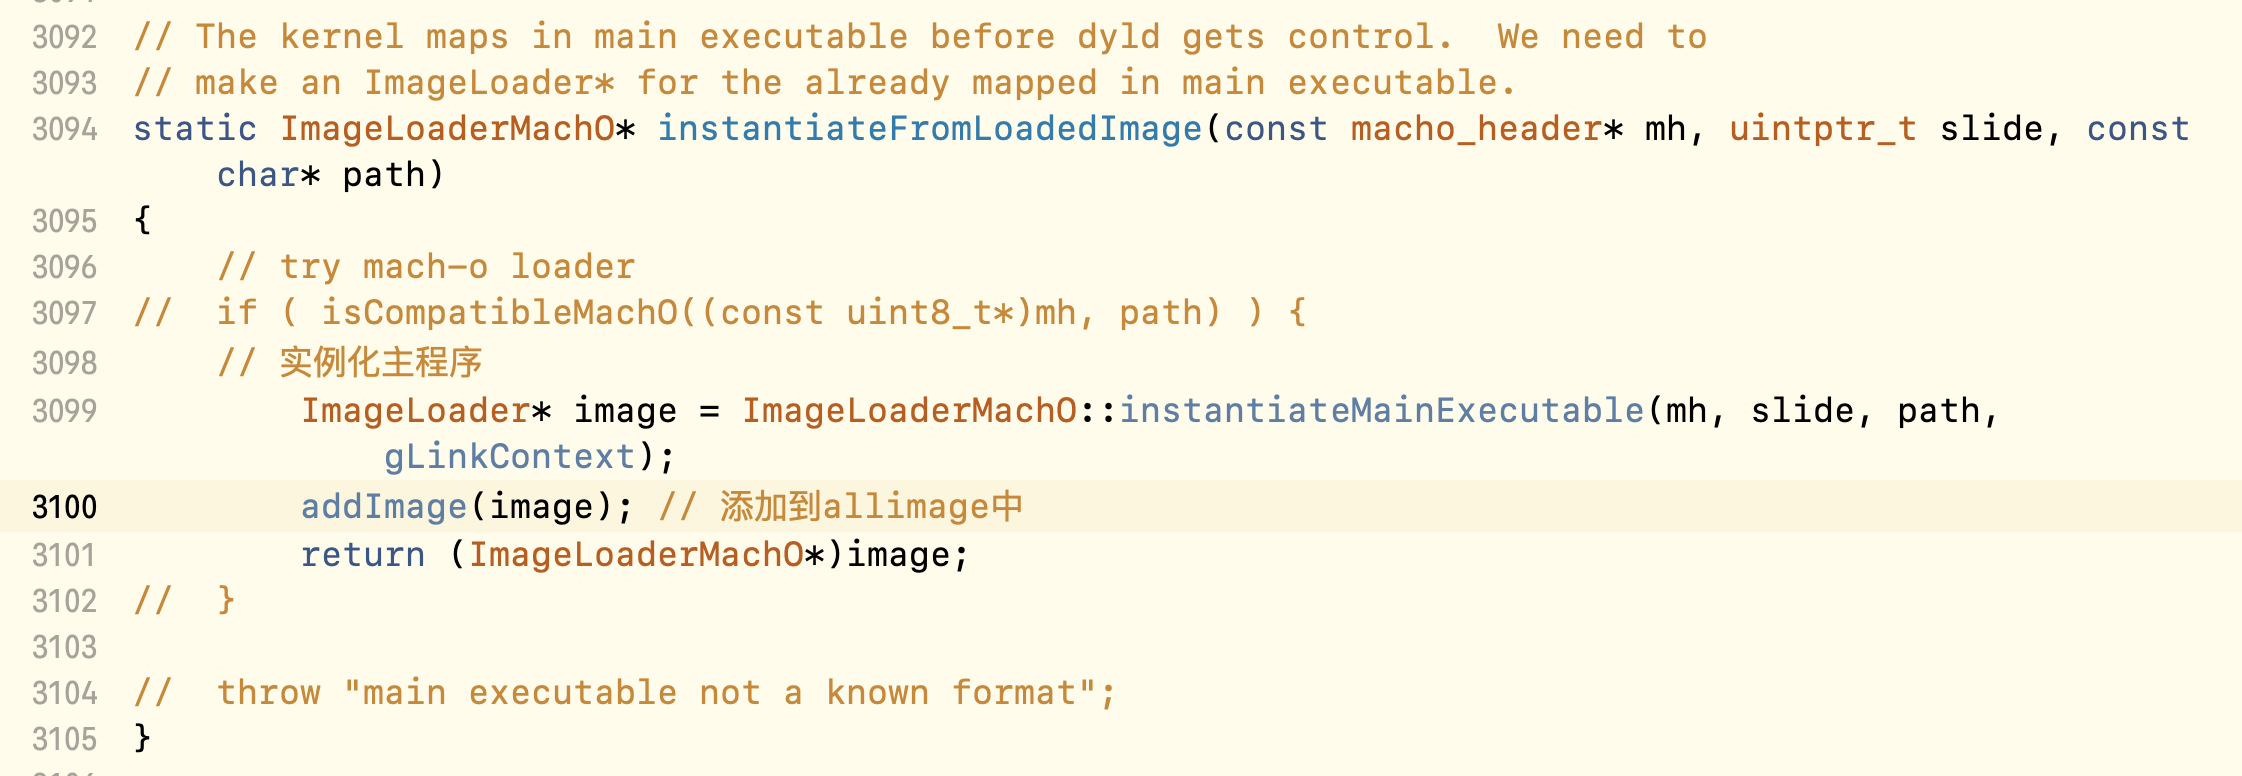 3092 // The kernel maps in main executable before dyld gets control.  We need to
3093 // make an ImageLoader* for the already mapped in main executable.
3094 static ImageLoaderMachO* instantiateFromLoadedImage(const macho_header* mh, uintptr_t slide, const
char* path)
3095 {
3096     // try mach-o loader
3097 //  if ( isCompatibleMachO((const uint8_t*)mh, path) ) {
3098     // 实例化主程序
3099         ImageLoader* image = ImageLoaderMachO::instantiateMainExecutable(mh, slide, path,
gLinkContext);
3100         addImage(image); // 添加到allimage中
3101         return (ImageLoaderMachO*)image;
3102 //  }
3103
3104 //  throw "main executable not a known format";
3105 }